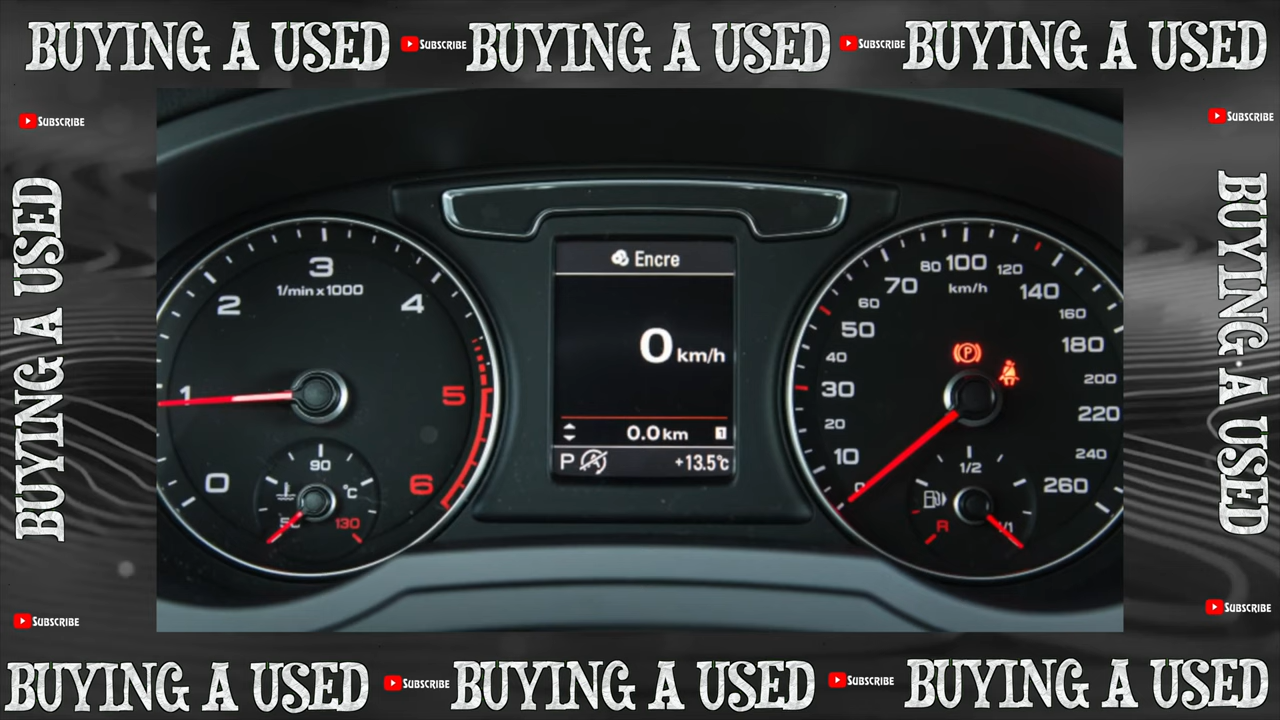 BUYING A USED
SUBSCRIBE
BUYING A USED
SUBSCRIBE
BUYING A USED
SUBSCRIBE
SUBSCRIBE
BUYING A USED
BUYING A USED
3
1/min x 1000
2
4
1
5
0
6
90
°C
130
Encre
0 km/h
0.0 km 1
P A +13.5°C
80 100 120
70 km/h 140
60 160
50 180
40 200
30 220
20 240
10 260
0
(P)
1/2
R 1/1
SUBSCRIBE
SUBSCRIBE
BUYING A USED
SUBSCRIBE
BUYING A USED
SUBSCRIBE
BUYING A USED